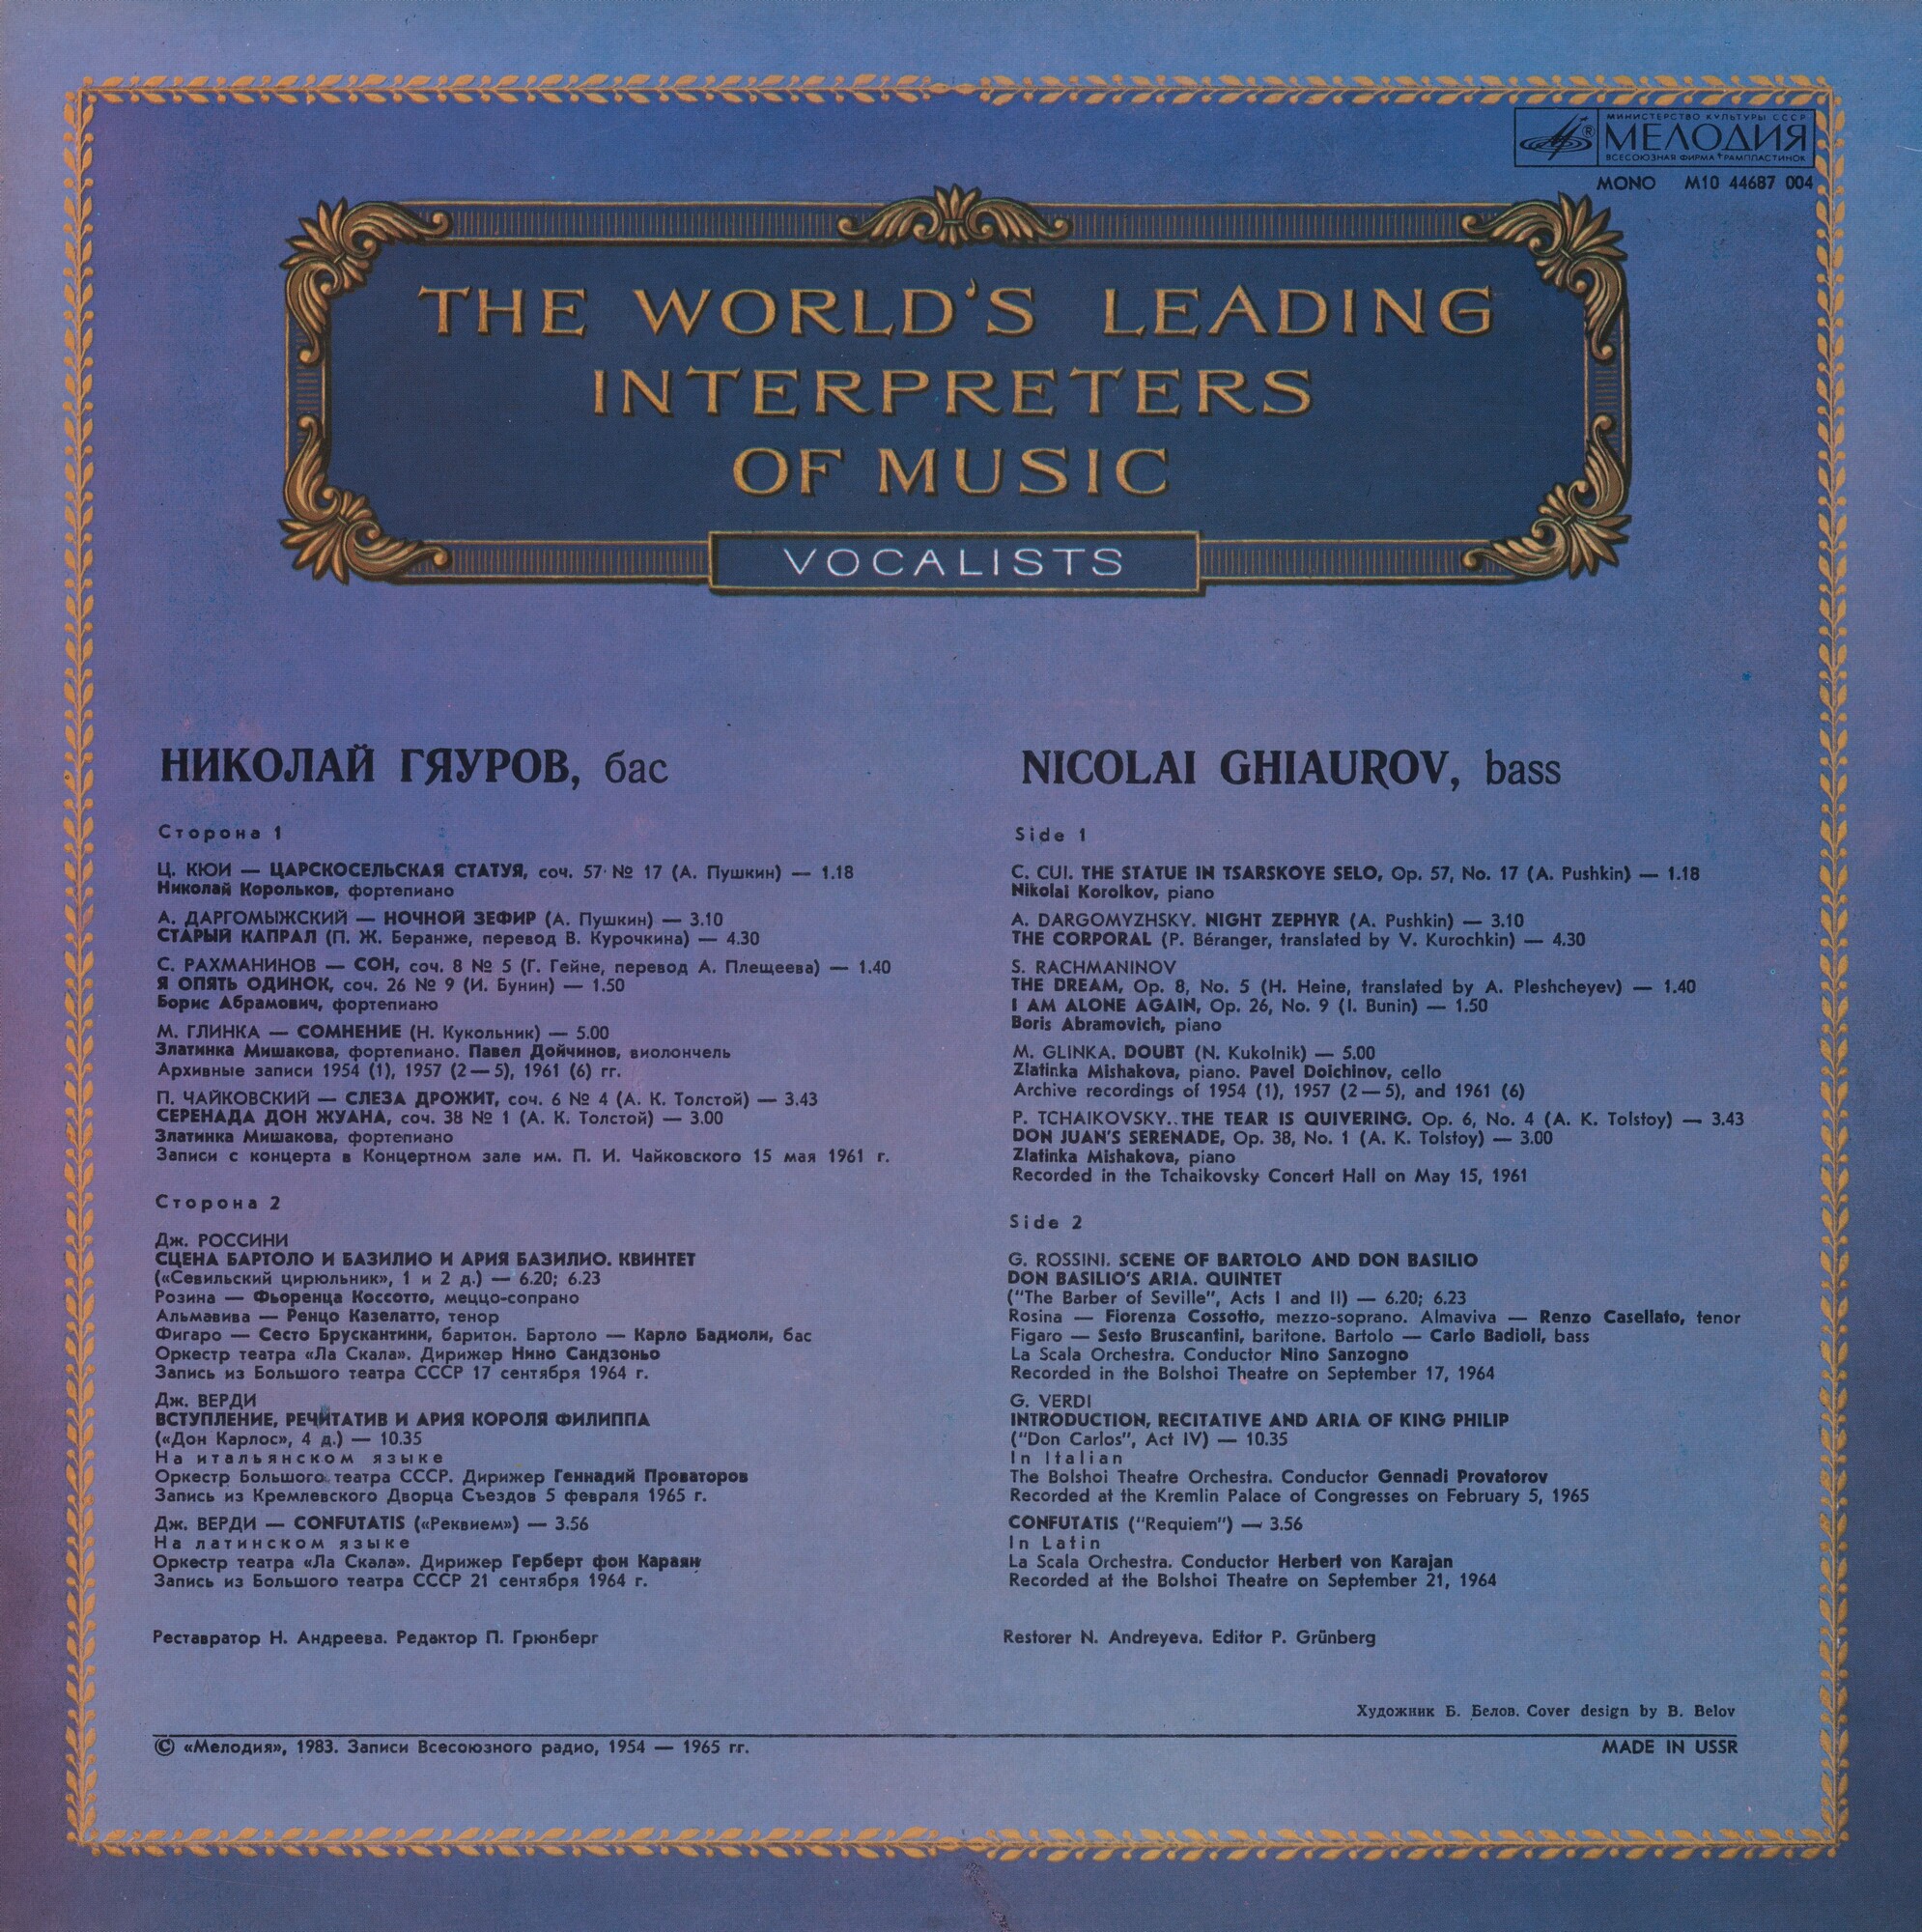 МИНИСТЕРСТВО КУЛЬТУРЫ СССР
МЕЛОДИЯ
ВСЕСОЮЗНАЯ ФИРМА ГРАМПЛАСТИНОК
MONO M10 44687 004
THE WORLD'S LEADING
INTERPRETERS
OF MUSIC
VOCALISTS
НИКОЛАЙ ГЯУРОВ, бас
Сторона 1
Ц. КЮИ — ЦАРСКОСЕЛЬСКАЯ СТАТУЯ, соч. 57 № 17 (А. Пушкин) — 1.18
Николай Корольков, фортепиано
А. ДАРГОМЫЖСКИЙ — НОЧНОЙ ЗЕФИР (А. Пушкин) — 3.10
СТАРЫЙ КАПРАЛ (П. Ж. Беранже, перевод В. Курочкина) — 4.30
С. РАХМАНИНОВ — СОН, соч. 8 № 5 (Г. Гейне, перевод А. Плещеева) — 1.40
Я ОПЯТЬ ОДИНОК, соч. 26 № 9 (И. Бунин) — 1.50
Борис Абрамович, фортепиано
М. ГЛИНКА — СОМНЕНИЕ (Н. Кукольник) — 5.00
Златинка Мишакова, фортепиано. Павел Дойчинов, виолончель
Архивные записи 1954 (1), 1957 (2—5), 1961 (6) гг.
П. ЧАЙКОВСКИЙ — СЛЕЗА ДРОЖИТ, соч. 6 № 4 (А. К. Толстой) — 3.43
СЕРЕНАДА ДОН ЖУАНА, соч. 38 № 1 (А. К. Толстой) — 3.00
Златинка Мишакова, фортепиано
Записи с концерта в Концертном зале им. П. И. Чайковского 15 мая 1961 г.
Сторона 2
Дж. РОССИНИ
СЦЕНА БАРТОЛО И БАЗИЛИО И АРИЯ БАЗИЛИО. КВИНТЕТ
(«Севильский цирюльник», 1 и 2 д.) — 6.20; 6.23
Розина — Фьоренца Коссотто, меццо-сопрано
Альмавива — Ренцо Казелатто, тенор
Фигаро — Сесто Брускантини, баритон. Бартоло — Карло Бадиоли, бас
Оркестр театра «Ла Скала». Дирижер Нино Сандзоньо
Запись из Большого театра СССР 17 сентября 1964 г.
Дж. ВЕРДИ
ВСТУПЛЕНИЕ, РЕЧИТАТИВ И АРИЯ КОРОЛЯ ФИЛИППА
(«Дон Карлос», 4 д.) — 10.35
На итальянском языке
Оркестр Большого театра СССР. Дирижер Геннадий Проваторов
Запись из Кремлевского Дворца Съездов 5 февраля 1965 г.
Дж. ВЕРДИ — CONFUTATIS («Реквием») — 3.56
На латинском языке
Оркестр театра «Ла Скала». Дирижер Герберт фон Караян
Запись из Большого театра СССР 21 сентября 1964 г.
Реставратор Н. Андреева. Редактор П. Грюнберг
NICOLAI GHIAUROV, bass
Side 1
C. CUI. THE STATUE IN TSARSKOYE SELO, Op. 57, No. 17 (A. Pushkin) — 1.18
Nikolai Korolkov, piano
A. DARGOMYZHSKY. NIGHT ZEPHYR (A. Pushkin) — 3.10
THE CORPORAL (P. Béranger, translated by V. Kurochkin) — 4.30
S. RACHMANINOV
THE DREAM, Op. 8, No. 5 (H. Heine, translated by A. Pleshcheyev) — 1.40
I AM ALONE AGAIN, Op. 26, No. 9 (I. Bunin) — 1.50
Boris Abramovich, piano
M. GLINKA. DOUBT (N. Kukolnik) — 5.00
Zlatinka Mishakova, piano. Pavel Doichinov, cello
Archive recordings of 1954 (1), 1957 (2—5), and 1961 (6)
P. TCHAIKOVSKY. THE TEAR IS QUIVERING. Op. 6, No. 4 (A. K. Tolstoy) — 3.43
DON JUAN'S SERENADE, Op. 38, No. 1 (A. K. Tolstoy) — 3.00
Zlatinka Mishakova, piano
Recorded in the Tchaikovsky Concert Hall on May 15, 1961
Side 2
G. ROSSINI. SCENE OF BARTOLO AND DON BASILIO
DON BASILIO'S ARIA. QUINTET
("The Barber of Seville", Acts I and II) — 6.20; 6.23
Rosina — Fiorenza Cossotto, mezzo-soprano. Almaviva — Renzo Casellato, tenor
Figaro — Sesto Bruscantini, baritone. Bartolo — Carlo Badioli, bass
La Scala Orchestra. Conductor Nino Sanzogno
Recorded in the Bolshoi Theatre on September 17, 1964
G. VERDI
INTRODUCTION, RECITATIVE AND ARIA OF KING PHILIP
("Don Carlos", Act IV) — 10.35
In Italian
The Bolshoi Theatre Orchestra. Conductor Gennadi Provatorov
Recorded at the Kremlin Palace of Congresses on February 5, 1965
CONFUTATIS ("Requiem") — 3.56
In Latin
La Scala Orchestra. Conductor Herbert von Karajan
Recorded at the Bolshoi Theatre on September 21, 1964
Restorer N. Andreyeva. Editor P. Grünberg
Художник Б. Белов. Cover design by B. Belov
© «Мелодия», 1983. Записи Всесоюзного радио, 1954 — 1965 гг.
MADE IN USSR